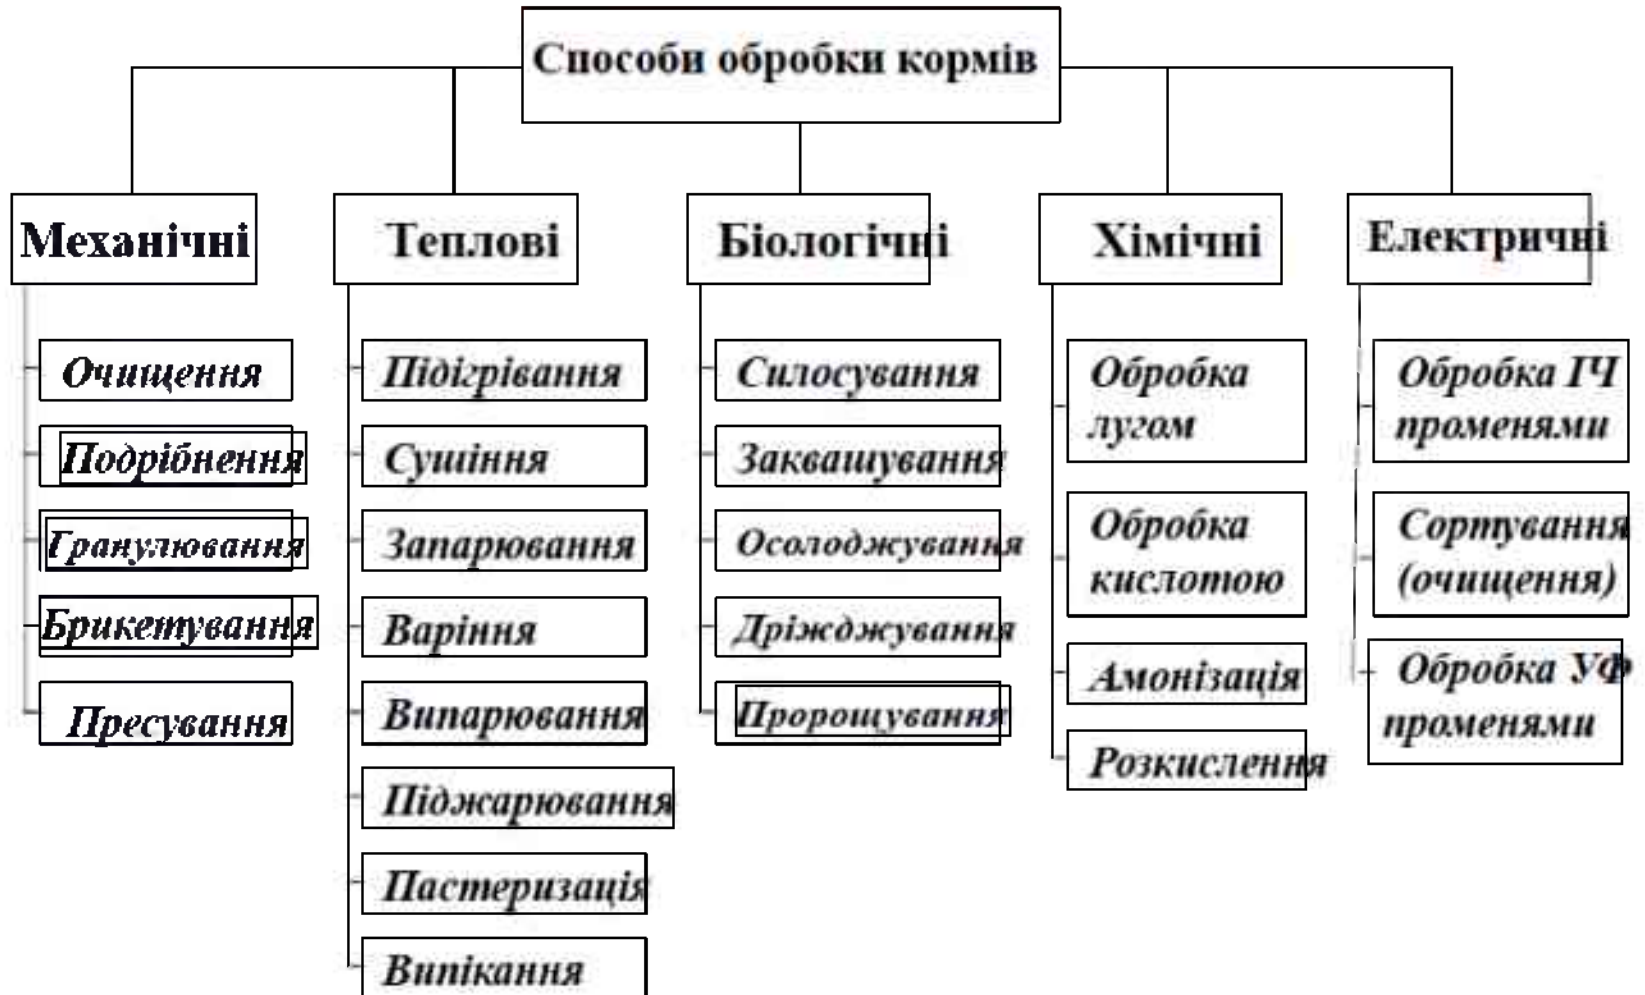 Способи обробки кормів
Механічні
Очищення
Подрібнення
Гранулювання
Брикетування
Пресування
Теплові
Підігрівання
Сушіння
Запарювання
Варіння
Випарювання
Піджарювання
Пастеризація
Випікання
Біологічні
Силосування
Заквашування
Осолоджування
Дріжджування
Пророщування
Хімічні
Обробка
лугом
Обробка
кислотою
Амонізація
Розкислення
Електричні
Обробка ІЧ
променями
Сортування
(очищення)
Обробка УФ
променями